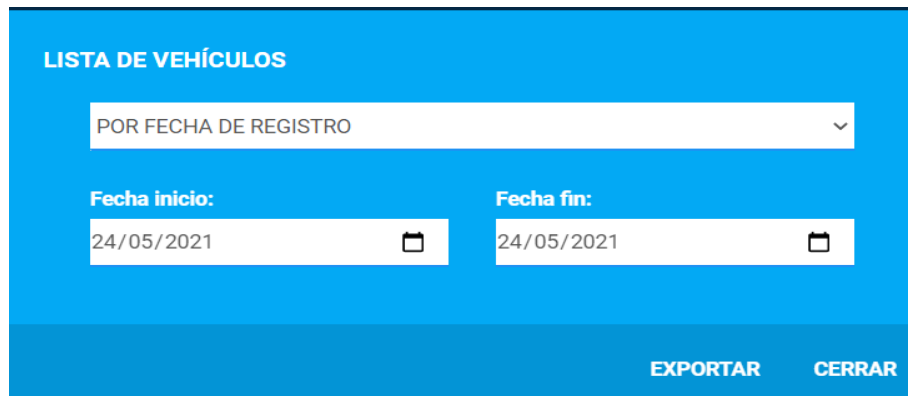 LISTA DE VEHÍCULOS
POR FECHA DE REGISTRO
Fecha inicio: Fecha fin:
24/05/2021 24/05/2021
EXPORTAR CERRAR